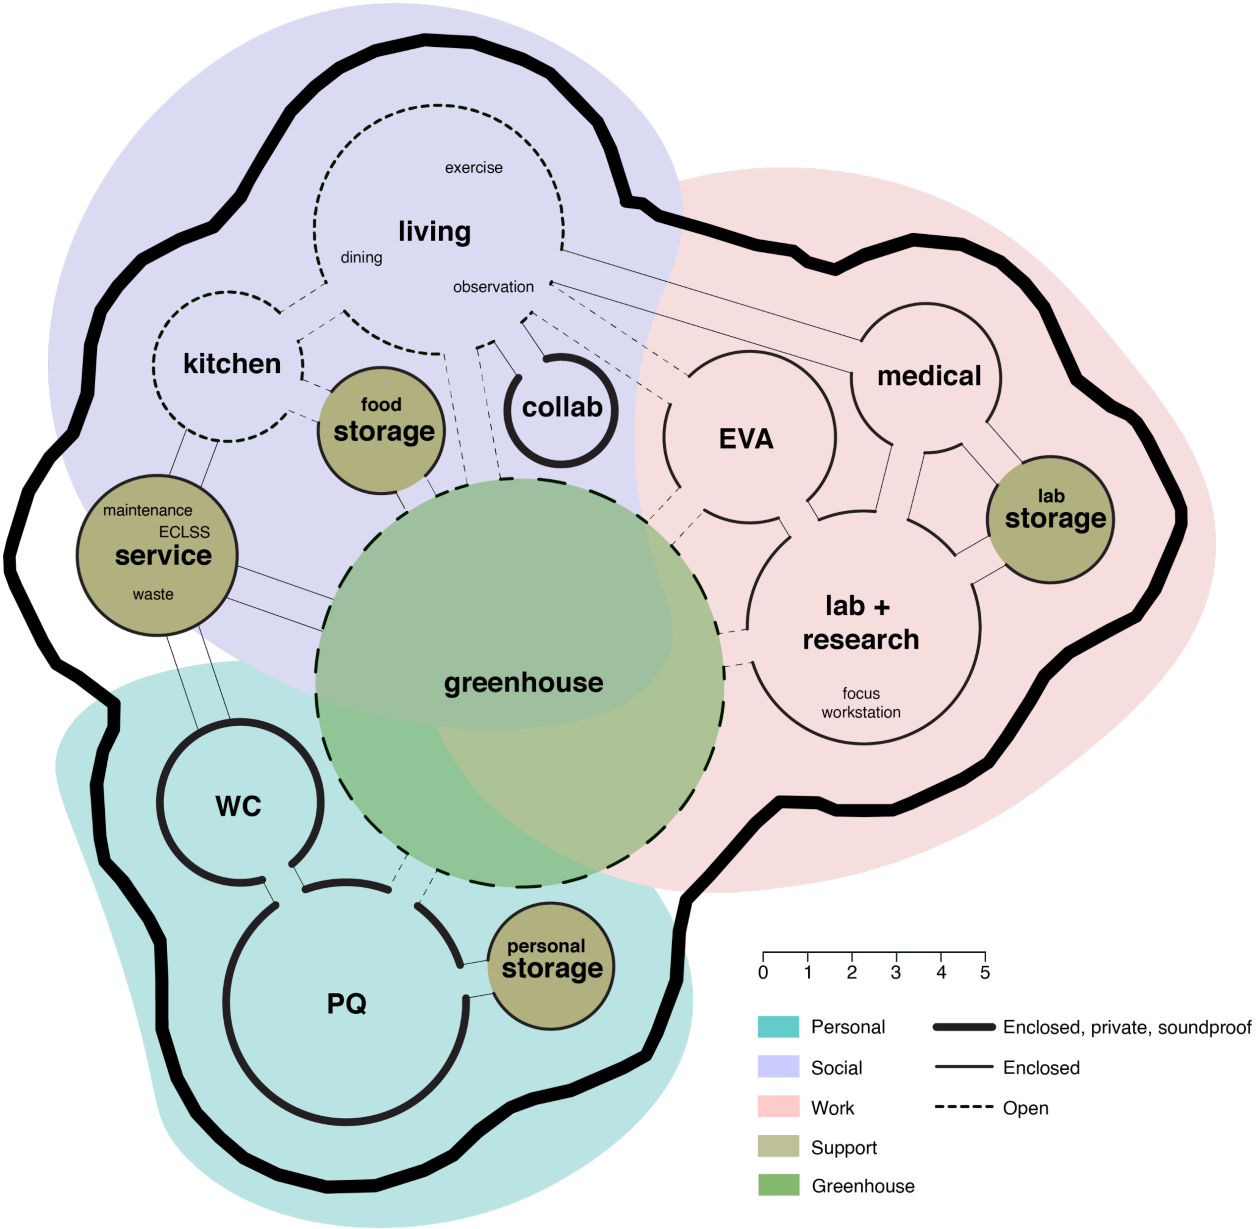 exercise
living
dining
observation
kitchen
food
storage
collab
medical
EVA
lab
storage
maintenance
ECLSS
service
waste
lab +
research
focus
workstation
greenhouse
WC
PQ
personal
storage
0 1 2 3 4 5
Personal
Enclosed, private, soundproof
Social
Enclosed
Work
Open
Support
Greenhouse